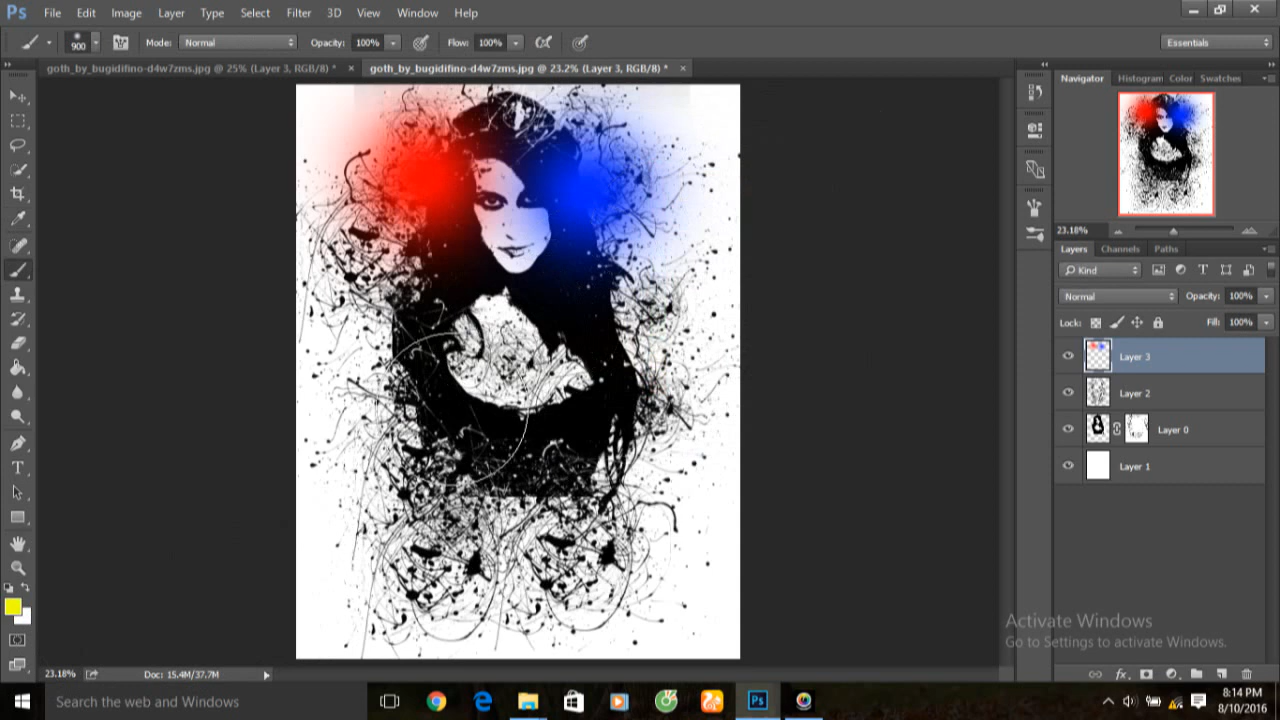 Ps File Edit Image Layer Type Select Filter 3D View Window Help
900 Mode: Normal Opacity: 100% Flow: 100% Essentials
goth_by_bugidifino-d4w7zms.jpg @ 25% (Layer 3, RGB/8) * × goth_by_bugidifino-d4w7zms.jpg @ 23.2% (Layer 3, RGB/8) * ×
Navigator Histogram Color Swatches
23.18%
Layers Channels Paths
Kind
Normal Opacity: 100%
Lock: Fill: 100%
Layer 3
Layer 2
Layer 0
Layer 1
Activate Windows
Go to Settings to activate Windows.
23.18% Doc: 15.4M/37.7M
Search the web and Windows
Ps
8:14 PM
8/10/2016